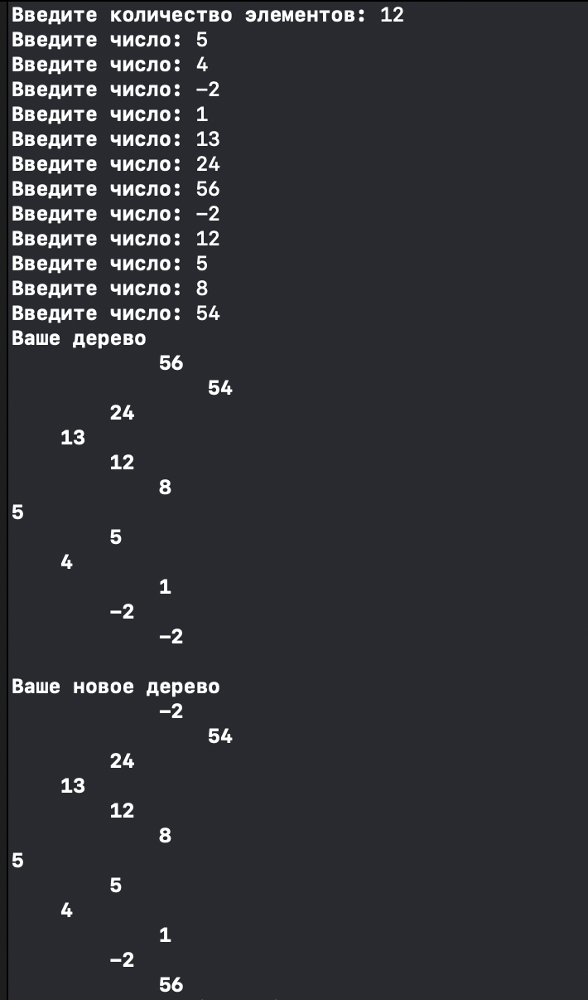 Введите количество элементов: 12
Введите число: 5
Введите число: 4
Введите число: -2
Введите число: 1
Введите число: 13
Введите число: 24
Введите число: 56
Введите число: -2
Введите число: 12
Введите число: 5
Введите число: 8
Введите число: 54
Ваше дерево
            56
                54
        24
    13
        12
            8
5
        5
    4
            1
        -2
            -2

Ваше новое дерево
            -2
                54
        24
    13
        12
            8
5
        5
    4
            1
        -2
            56